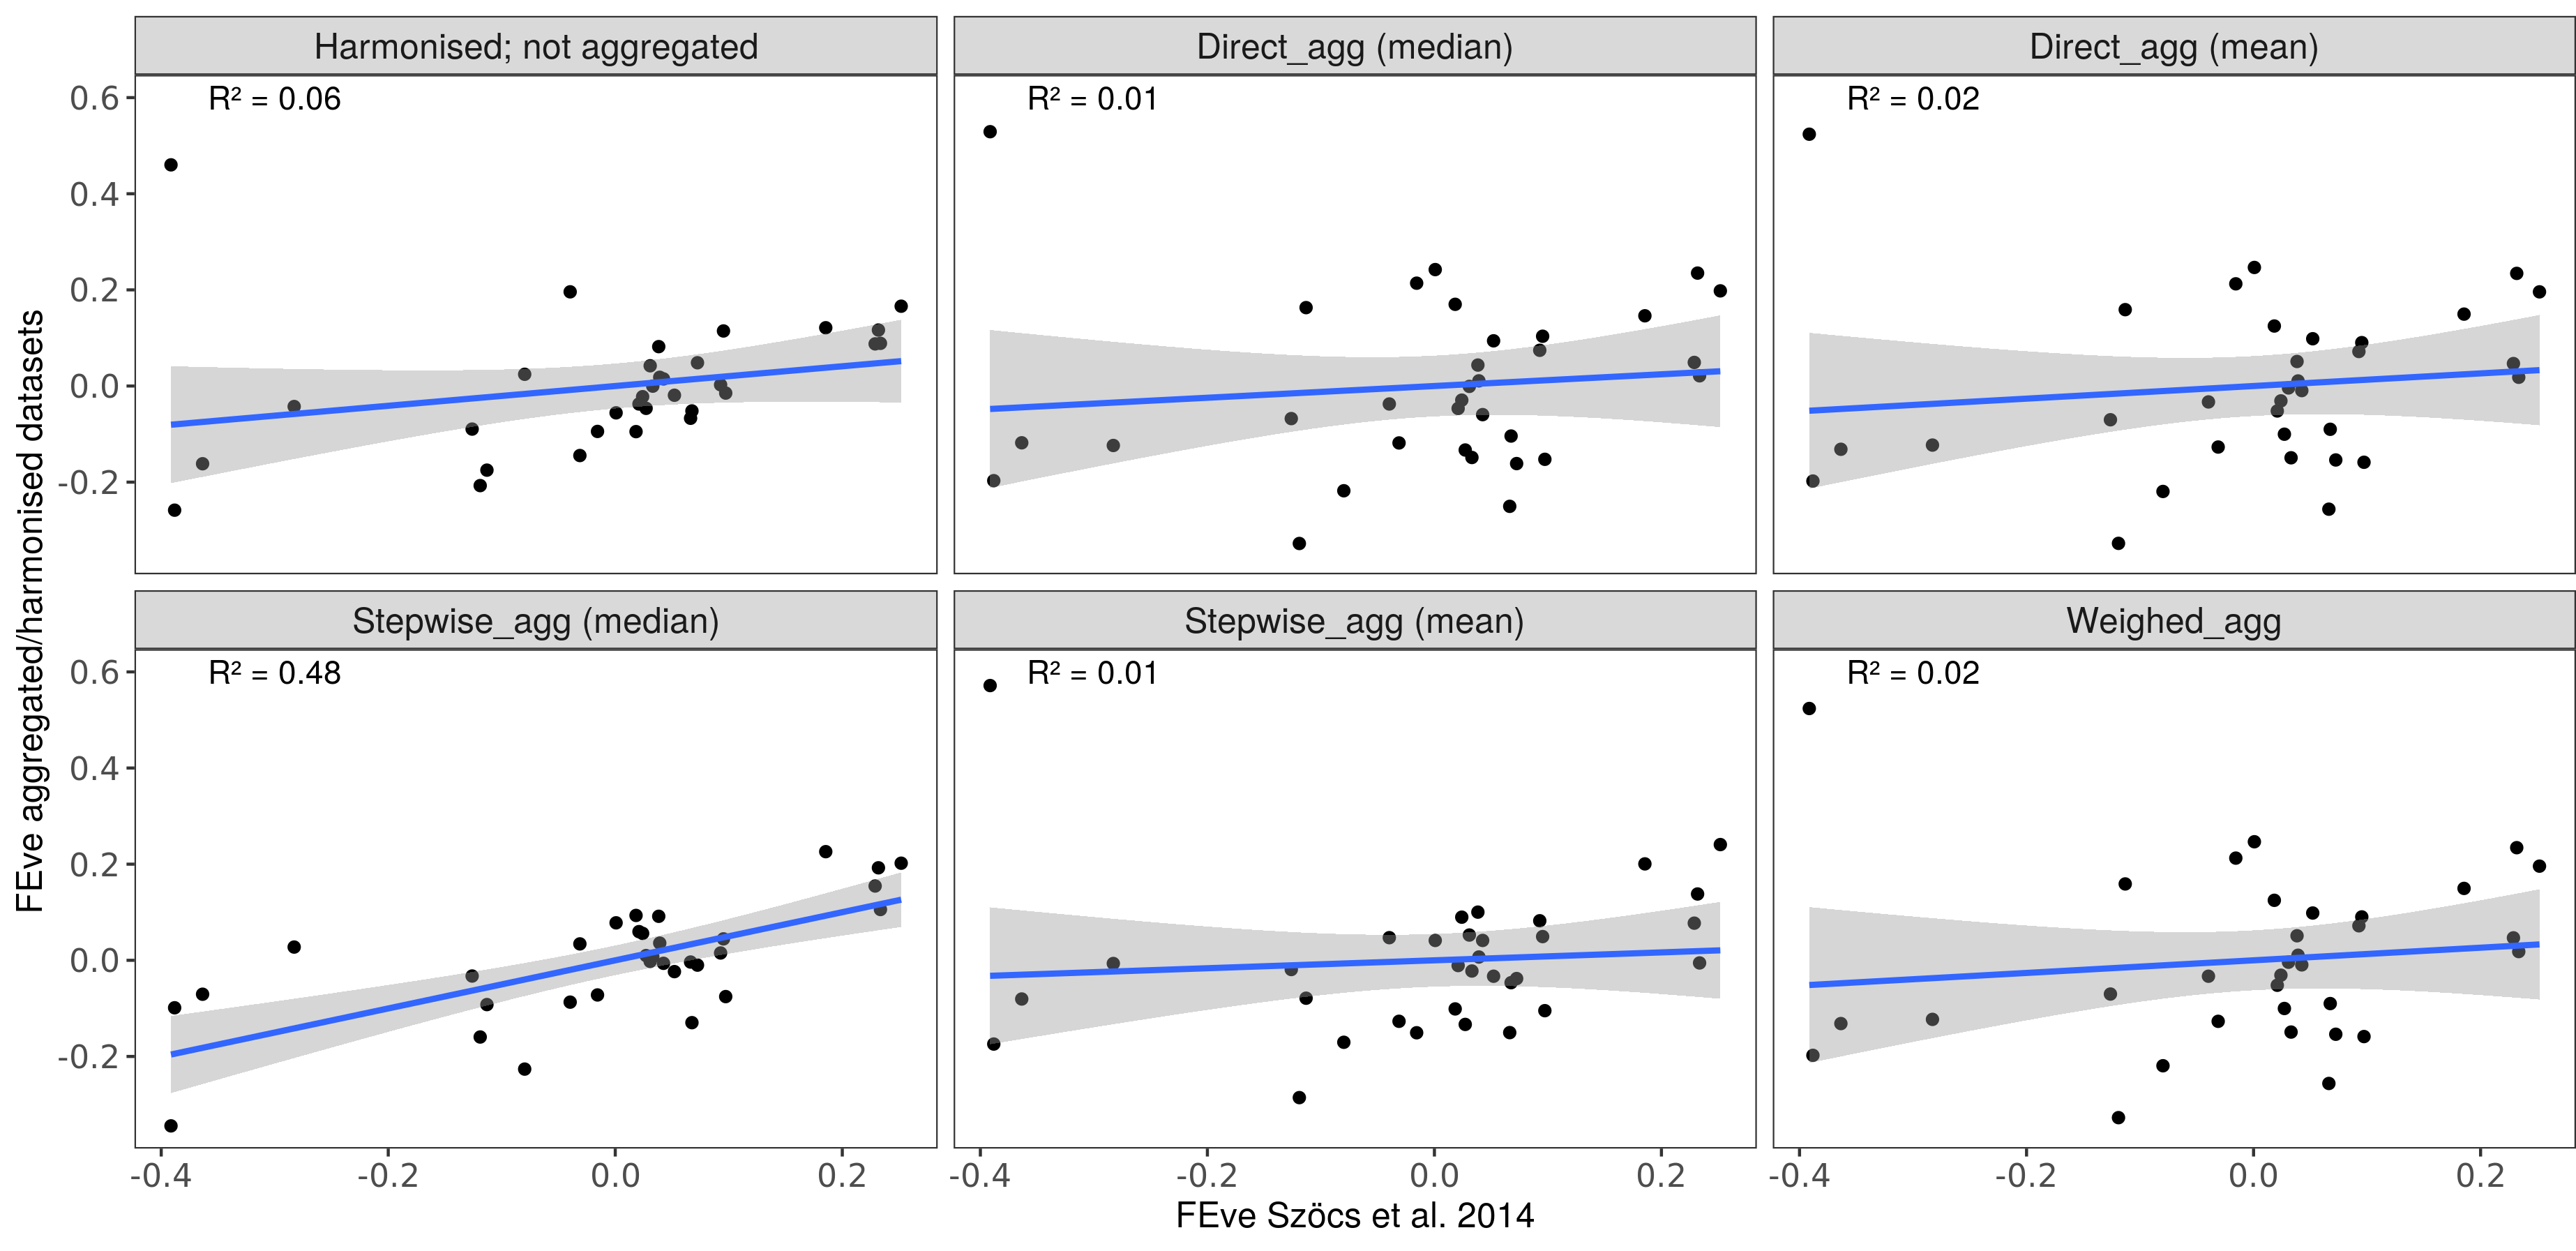 Harmonised; not aggregated
Direct_agg (median)
Direct_agg (mean)
R² = 0.06
R² = 0.01
R² = 0.02
0.6
0.4
0.2
0.0
-0.2
Stepwise_agg (median)
Stepwise_agg (mean)
Weighed_agg
R² = 0.48
R² = 0.01
R² = 0.02
0.6
0.4
0.2
0.0
-0.2
-0.4 -0.2 0.0 0.2
-0.4 -0.2 0.0 0.2
-0.4 -0.2 0.0 0.2
FEve Szöcs et al. 2014
FEve aggregated/harmonised datasets